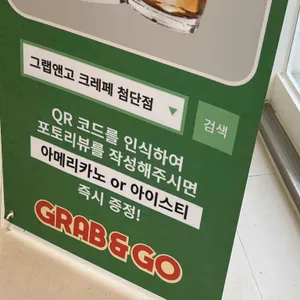 그랩앤고 크레페 첨단점
검색
QR 코드를 인식하여
포토리뷰를 작성해주시면
아메리카노 or 아이스티
즉시 증정!
GRAB & GO